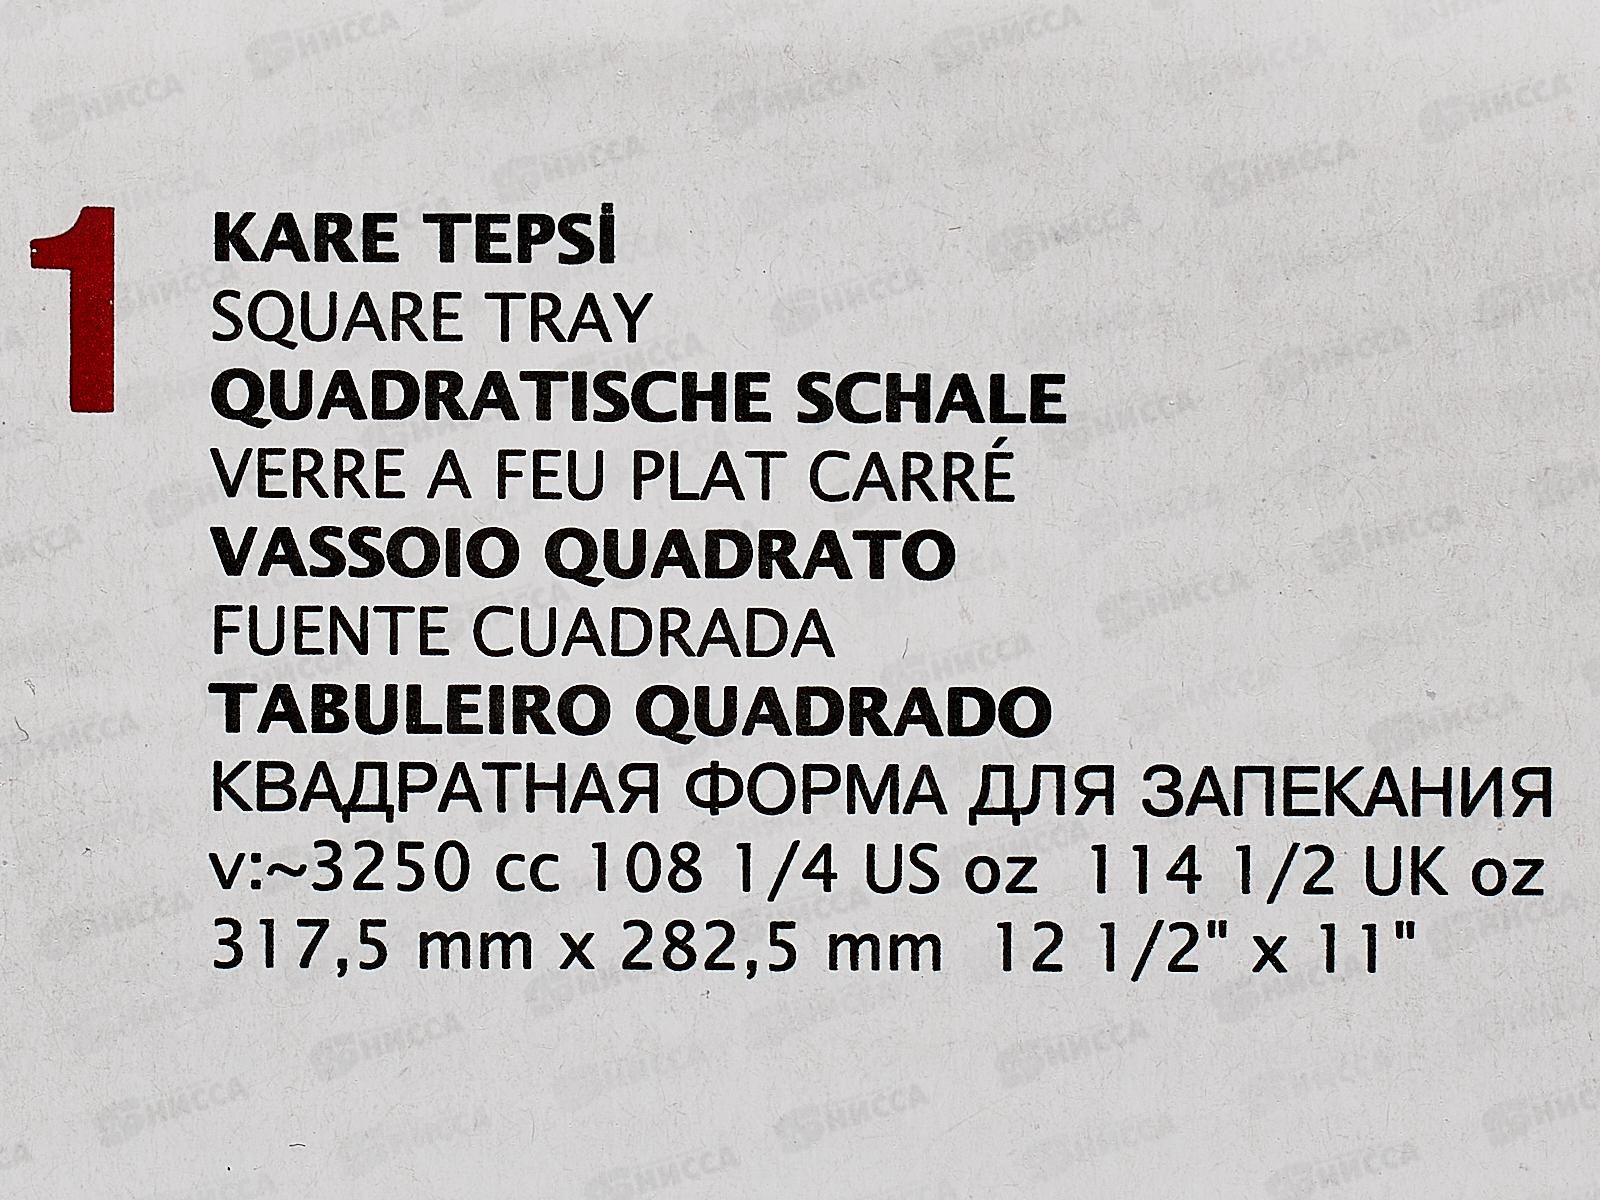 1
KARE TEPSİ
SQUARE TRAY
QUADRATISCHE SCHALE
VERRE A FEU PLAT CARRÉ
VASSOIO QUADRATO
FUENTE CUADRADA
TABULEIRO QUADRADO
КВАДРАТНАЯ ФОРМА ДЛЯ ЗАПЕКАНИЯ
v:~3250 cc 108 1/4 US oz 114 1/2 UK oz
317,5 mm x 282,5 mm 12 1/2" x 11"
НИССА